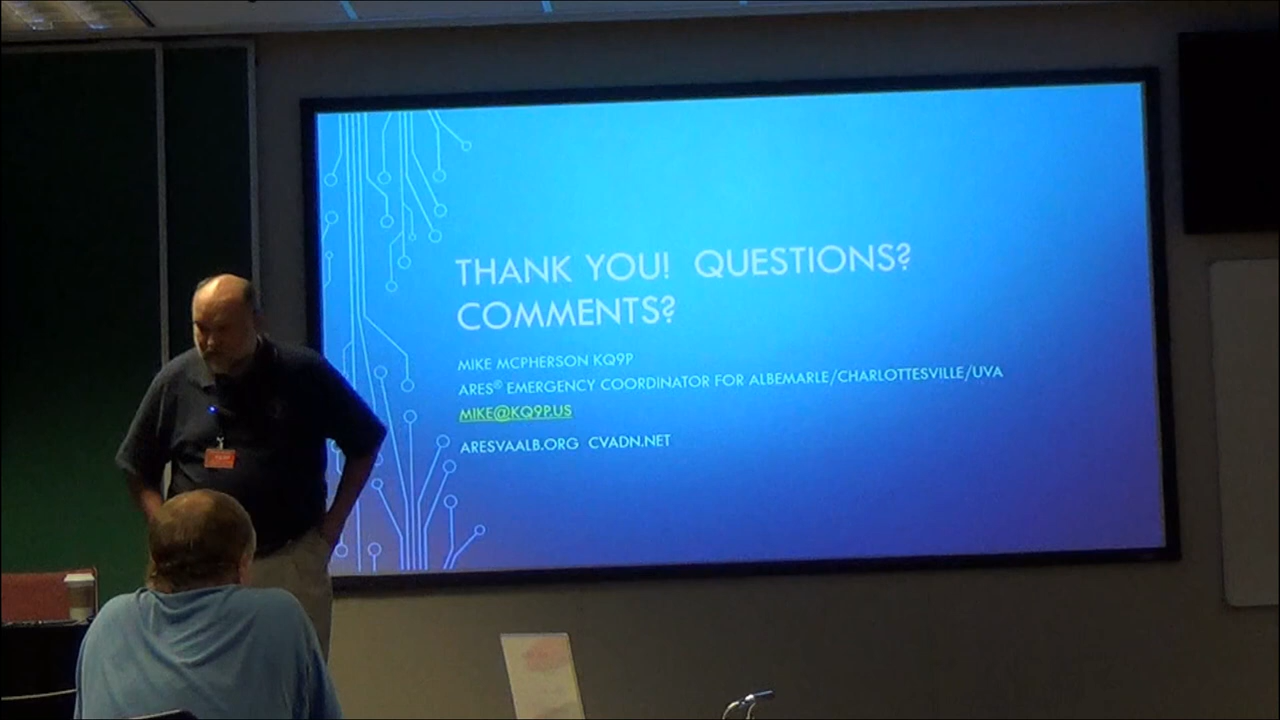 THANK YOU!  QUESTIONS?
COMMENTS?
MIKE MCPHERSON KQ9P
ARES® EMERGENCY COORDINATOR FOR ALBEMARLE/CHARLOTTESVILLE/UVA
MIKE@KQ9P.US
ARESVAALB.ORG  CVADN.NET